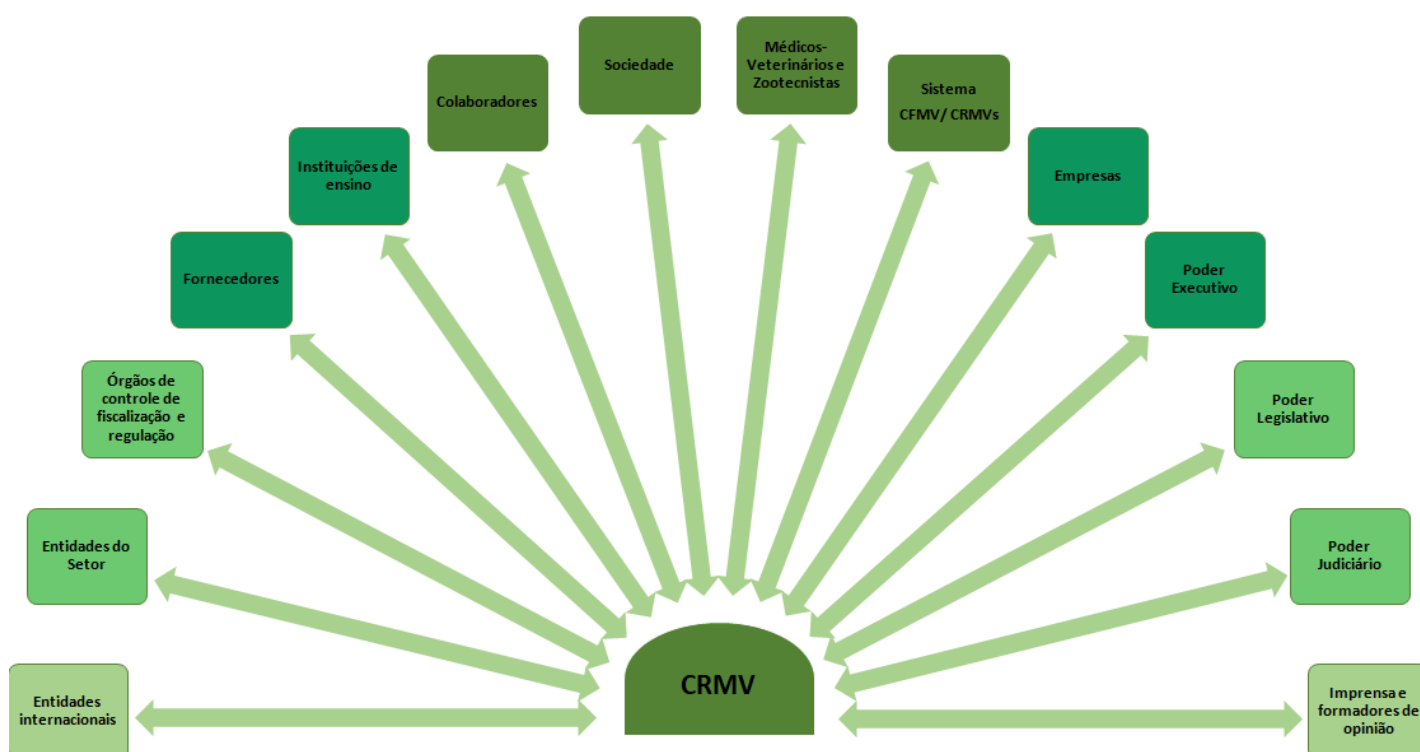 Sociedade
Médicos-
Veterinários e
Zootecnistas
Colaboradores
Sistema
CFMV/ CRMVs
Instituições de
ensino
Empresas
Fornecedores
Poder
Executivo
Órgãos de
controle de
fiscalização e
regulação
Poder
Legislativo
Entidades do
Setor
Poder
Judiciário
Entidades
internacionais
CRMV
Imprensa e
formadores de
opinião